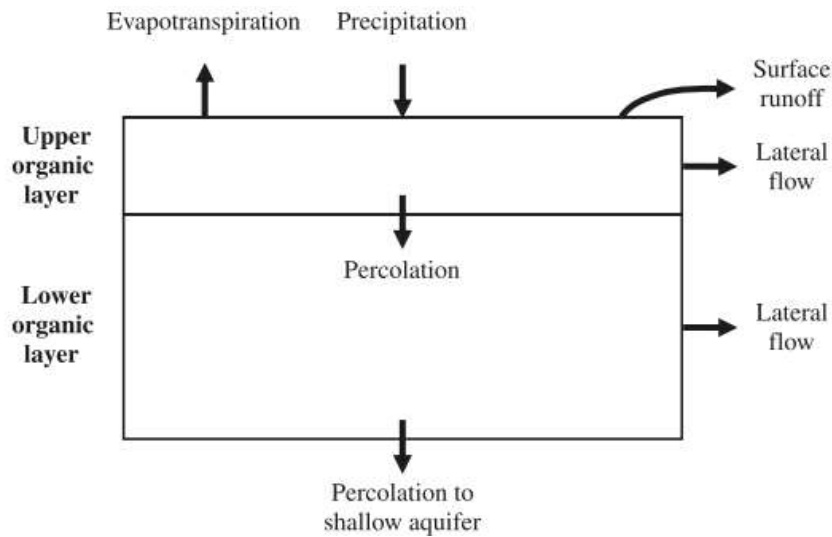 Evapotranspiration
Precipitation
Surface
runoff
Upper
organic
layer
Lateral
flow
Percolation
Lower
organic
layer
Lateral
flow
Percolation to
shallow aquifer